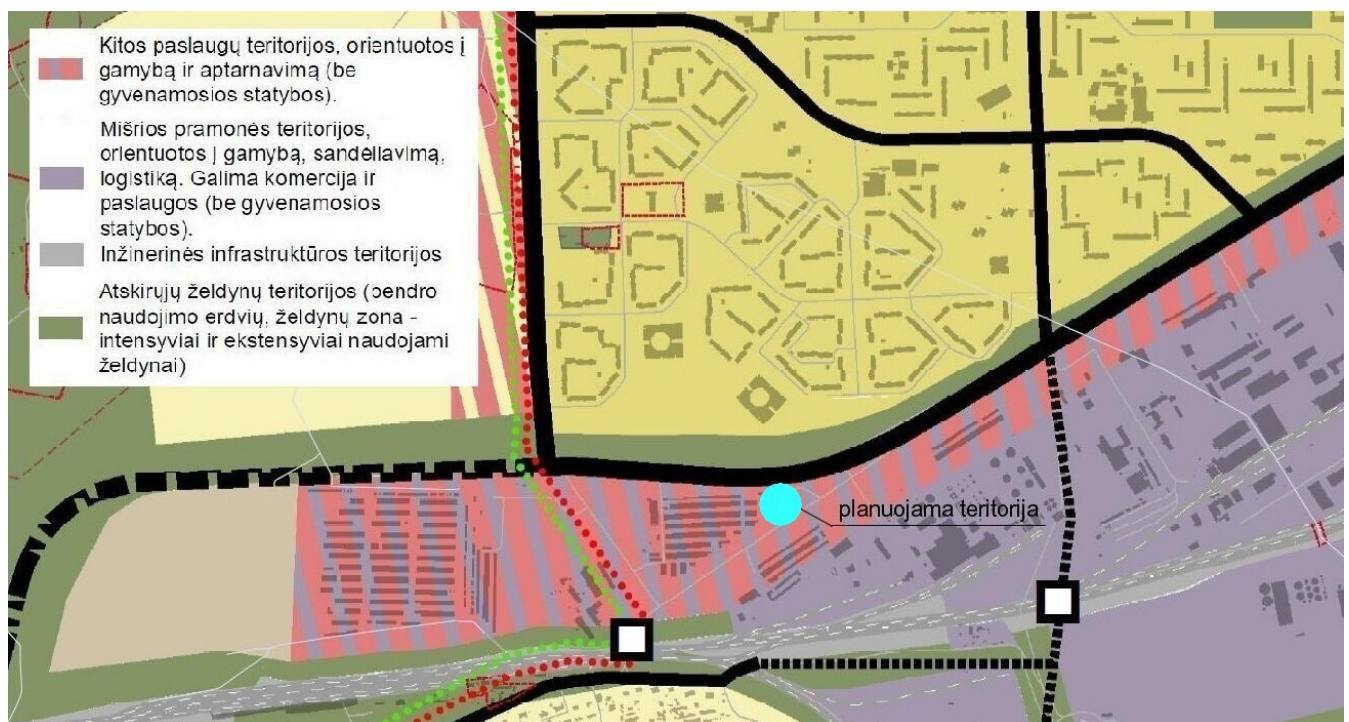 Kitos paslaugų teritorijos, orientuotos į
gamybą ir aptarnavimą (be
gyvenamosios statybos).
Mišrios pramonės teritorijos,
orientuotos į gamybą, sandėliavimą,
logistiką. Galima komercija ir
paslaugos (be gyvenamosios
statybos).
Inžinerinės infrastruktūros teritorijos
Atskirųjų želdynų teritorijos (bendro
naudojimo erdvių, želdynų zona -
intensyviai ir ekstensyviai naudojami
želdynai)
planuojama teritorija